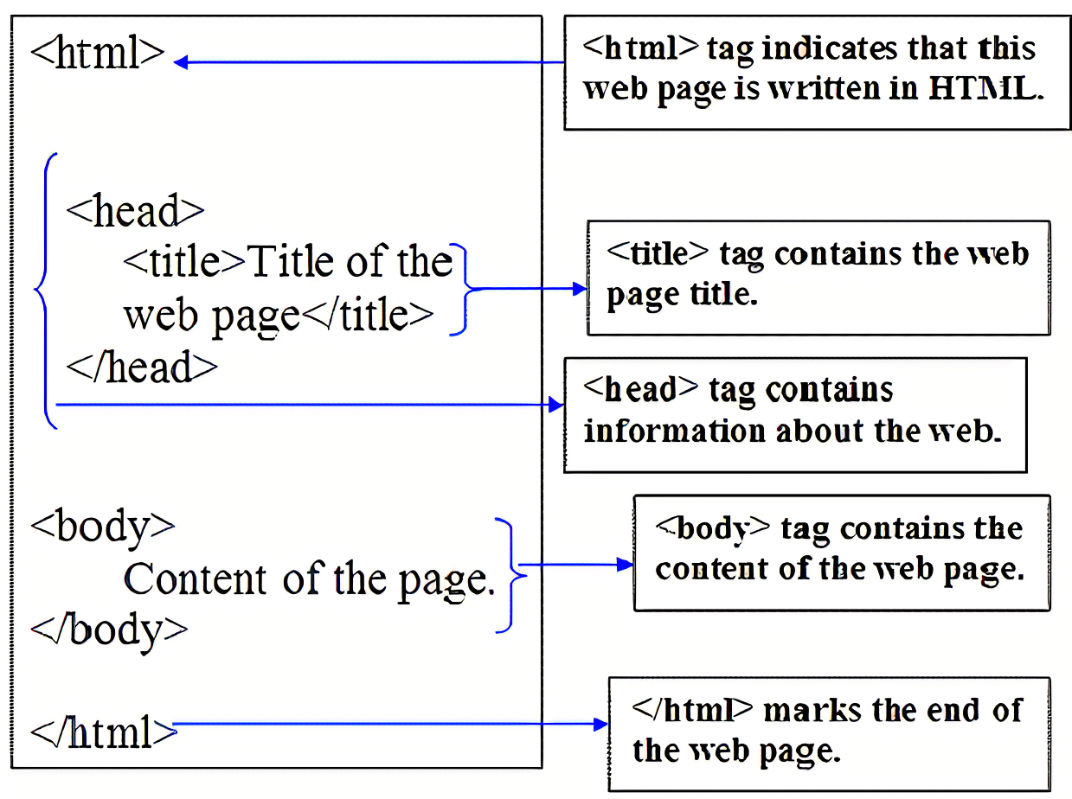 <html>
<html> tag indicates that this
web page is written in HTML.
<head>
<title>Title of the
web page</title>
</head>
<title> tag contains the web
page title.
<head> tag contains
information about the web.
<body>
Content of the page.
</body>
<body> tag contains the
content of the web page.
</html>
</html> marks the end of
the web page.